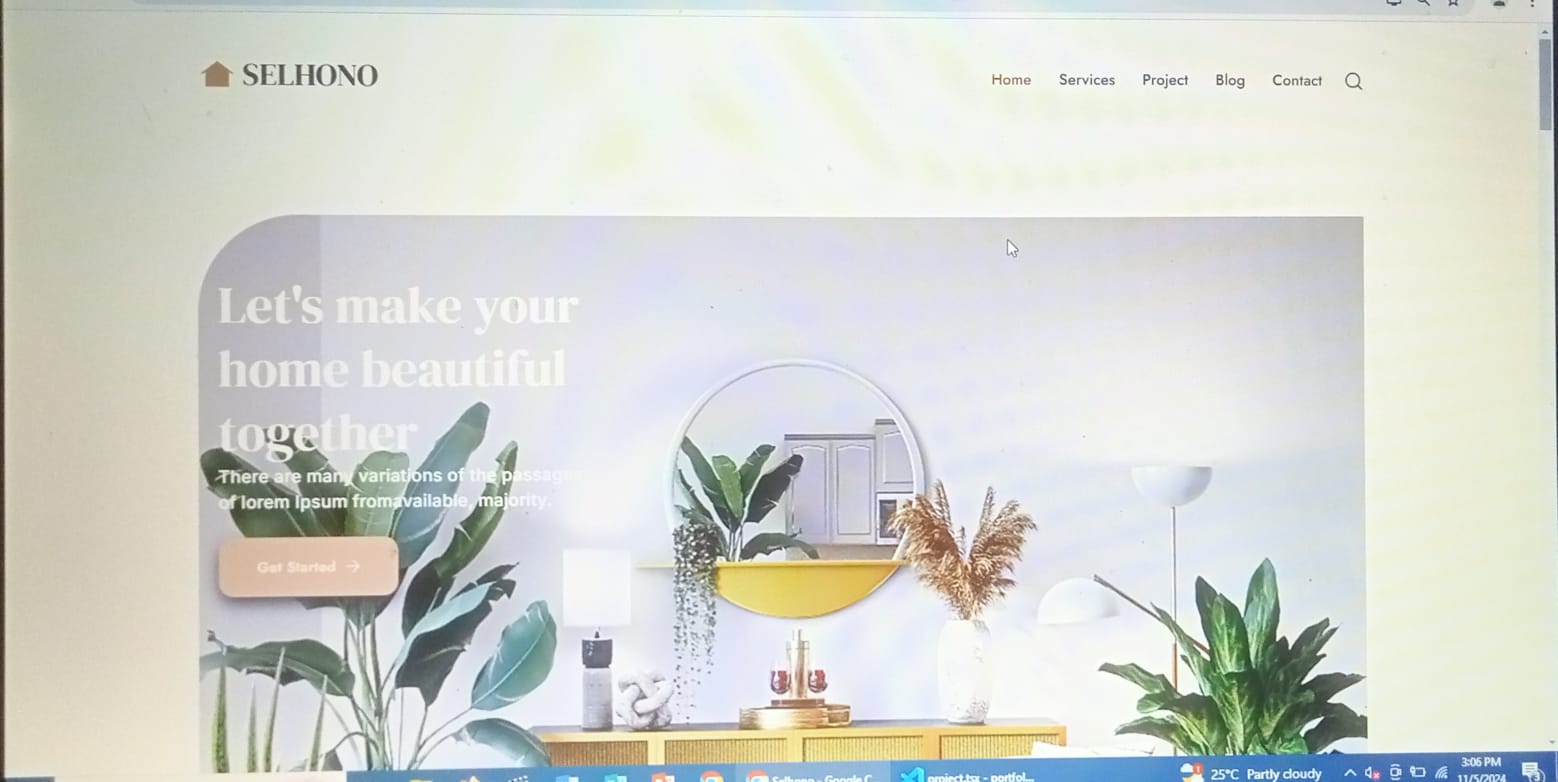 SELHONO
Home Services Project Blog Contact
Let's make your
home beautiful
together
There are many variations of the passages
of lorem Ipsum fromavailable, majority.
Get Started →
Selhono - Google C...
project.tsx - portfol...
25°C Partly cloudy
3:06 PM
11/5/2024
3